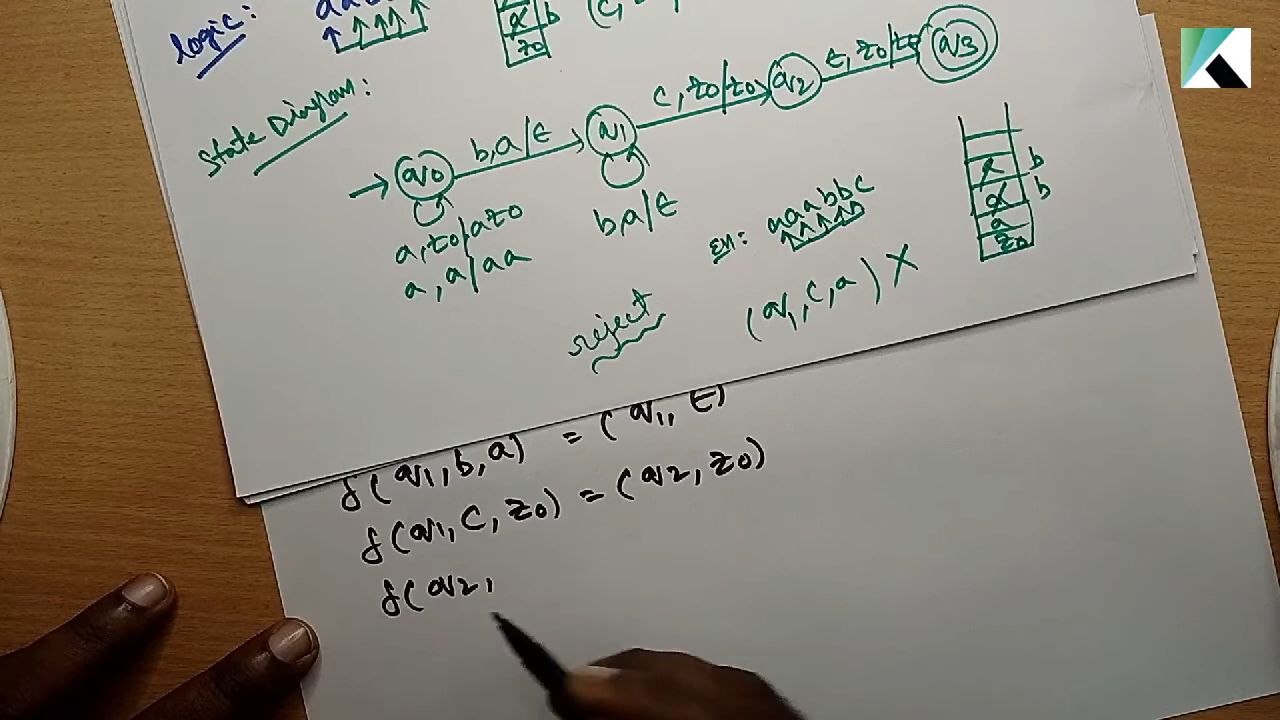 Logic:
x b
z0
State Diagram:
q0
b,a/ε
q1
c, z0/z0
q2
ε, z0/z0
q3
a, z0/az0
a, a/aa
b,a/ε
Ex: aaabbc
a b
a b
a
z0
(q1, c, a) X
reject
δ(q1, b, a) = (q1, ε)
δ(q1, c, z0) = (q2, z0)
δ(q2,